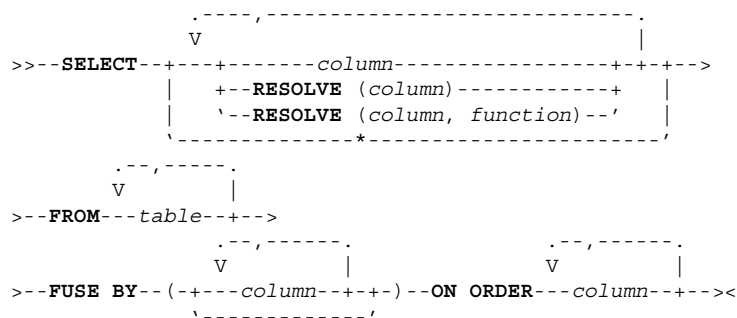 .----,------------------------------.
V                                   |
>>--SELECT--+---+-------column-----------------+-+-+-->
|   +--RESOLVE (column)------------+   |
|   ‘--RESOLVE (column, function)--’   |
‘--------------*-----------------------’
.--,-----.
V        |
>--FROM---table--+-->
.--,------.              .--,------.
V         |              V         |
>--FUSE BY--(-+---column--+-+-)--ON ORDER---column--+--><
‘-------------’